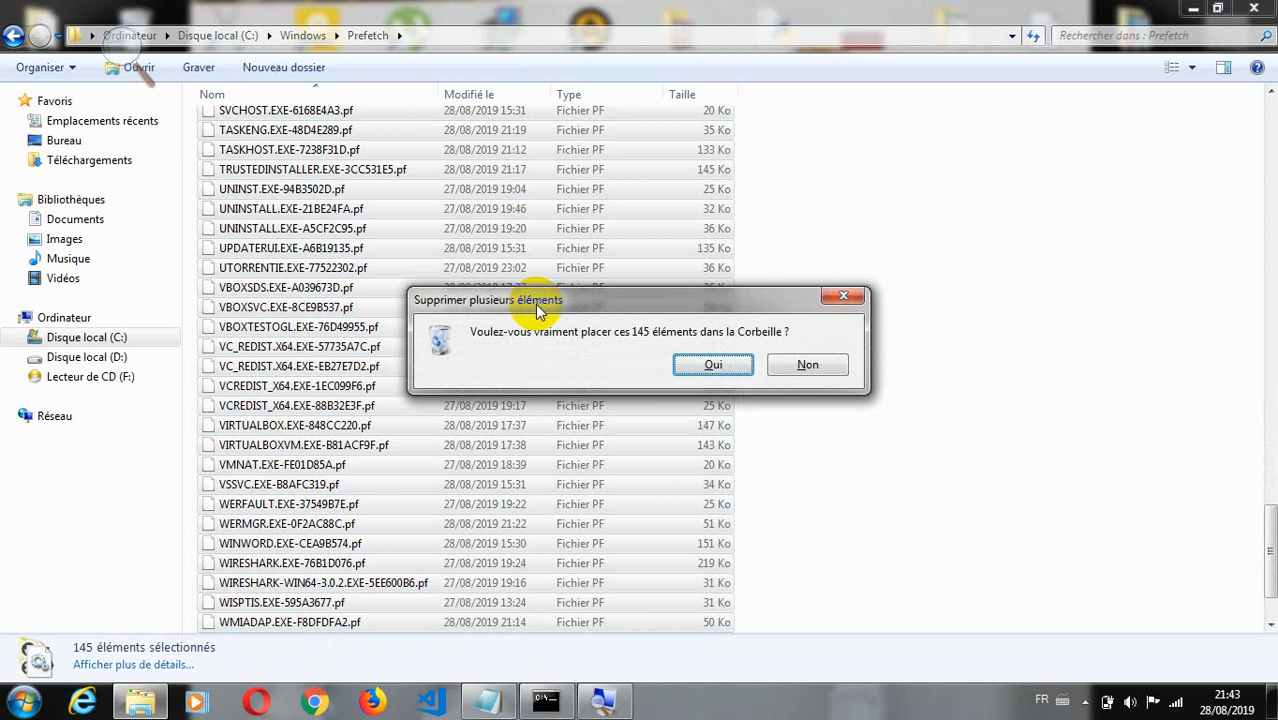 Ordinateur
Disque local (C:)
Windows
Prefetch
Rechercher dans : Prefetch
Organiser
Ouvrir
Graver
Nouveau dossier
Favoris
Emplacements récents
Bureau
Téléchargements
Bibliothèques
Documents
Images
Musique
Vidéos
Ordinateur
Disque local (C:)
Disque local (D:)
Lecteur de CD (F:)
Réseau
Nom Modifié le Type Taille
SVCHOST.EXE-6168E4A3.pf 28/08/2019 15:31 Fichier PF 20 Ko
TASKENG.EXE-48D4E289.pf 28/08/2019 21:19 Fichier PF 35 Ko
TASKHOST.EXE-7238F31D.pf 28/08/2019 21:12 Fichier PF 133 Ko
TRUSTEDINSTALLER.EXE-3CC531E5.pf 28/08/2019 21:17 Fichier PF 145 Ko
UNINST.EXE-94B3502D.pf 27/08/2019 19:04 Fichier PF 25 Ko
UNINSTALL.EXE-21BE24FA.pf 27/08/2019 19:46 Fichier PF 32 Ko
UNINSTALL.EXE-A5CF2C95.pf 27/08/2019 19:20 Fichier PF 36 Ko
UPDATERUI.EXE-A6B19135.pf 28/08/2019 15:31 Fichier PF 135 Ko
UTORRENTIE.EXE-77522302.pf 27/08/2019 23:02 Fichier PF 36 Ko
VBOXSDS.EXE-A039673D.pf
VBOXSVC.EXE-8CE9B537.pf
VBOXTESTOGL.EXE-76D49955.pf
VC_REDIST.X64.EXE-57735A7C.pf
VC_REDIST.X64.EXE-EB27E7D2.pf
VCREDIST_X64.EXE-1EC099F6.pf
VCREDIST_X64.EXE-88B32E3F.pf 27/08/2019 19:17 Fichier PF 25 Ko
VIRTUALBOX.EXE-848CC220.pf 28/08/2019 17:37 Fichier PF 147 Ko
VIRTUALBOXVM.EXE-B81ACF9F.pf 28/08/2019 17:38 Fichier PF 143 Ko
VMNAT.EXE-FE01D85A.pf 27/08/2019 18:39 Fichier PF 20 Ko
VSSVC.EXE-B8AFC319.pf 28/08/2019 15:31 Fichier PF 34 Ko
WERFAULT.EXE-37549B7E.pf 27/08/2019 19:22 Fichier PF 25 Ko
WERMGR.EXE-0F2AC88C.pf 28/08/2019 21:22 Fichier PF 51 Ko
WINWORD.EXE-CEA9B574.pf 28/08/2019 15:30 Fichier PF 151 Ko
WIRESHARK.EXE-76B1D076.pf 27/08/2019 19:24 Fichier PF 219 Ko
WIRESHARK-WIN64-3.0.2.EXE-5EE600B6.pf 27/08/2019 19:16 Fichier PF 31 Ko
WISPTIS.EXE-595A3677.pf 27/08/2019 13:24 Fichier PF 31 Ko
WMIADAP.EXE-F8DFDFA2.pf 28/08/2019 21:14 Fichier PF 50 Ko
Supprimer plusieurs éléments
Voulez-vous vraiment placer ces 145 éléments dans la Corbeille ?
Oui
Non
145 éléments sélectionnés
Afficher plus de détails...
FR
21:43
28/08/2019